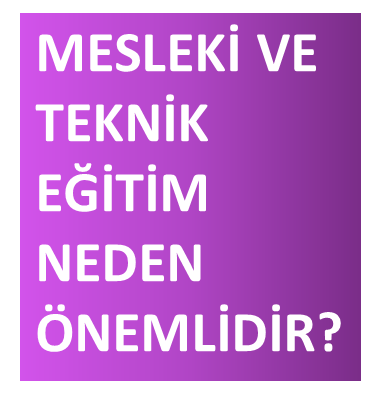 MESLEKİ VE
TEKNİK
EĞİTİM
NEDEN
ÖNEMLİDİR?